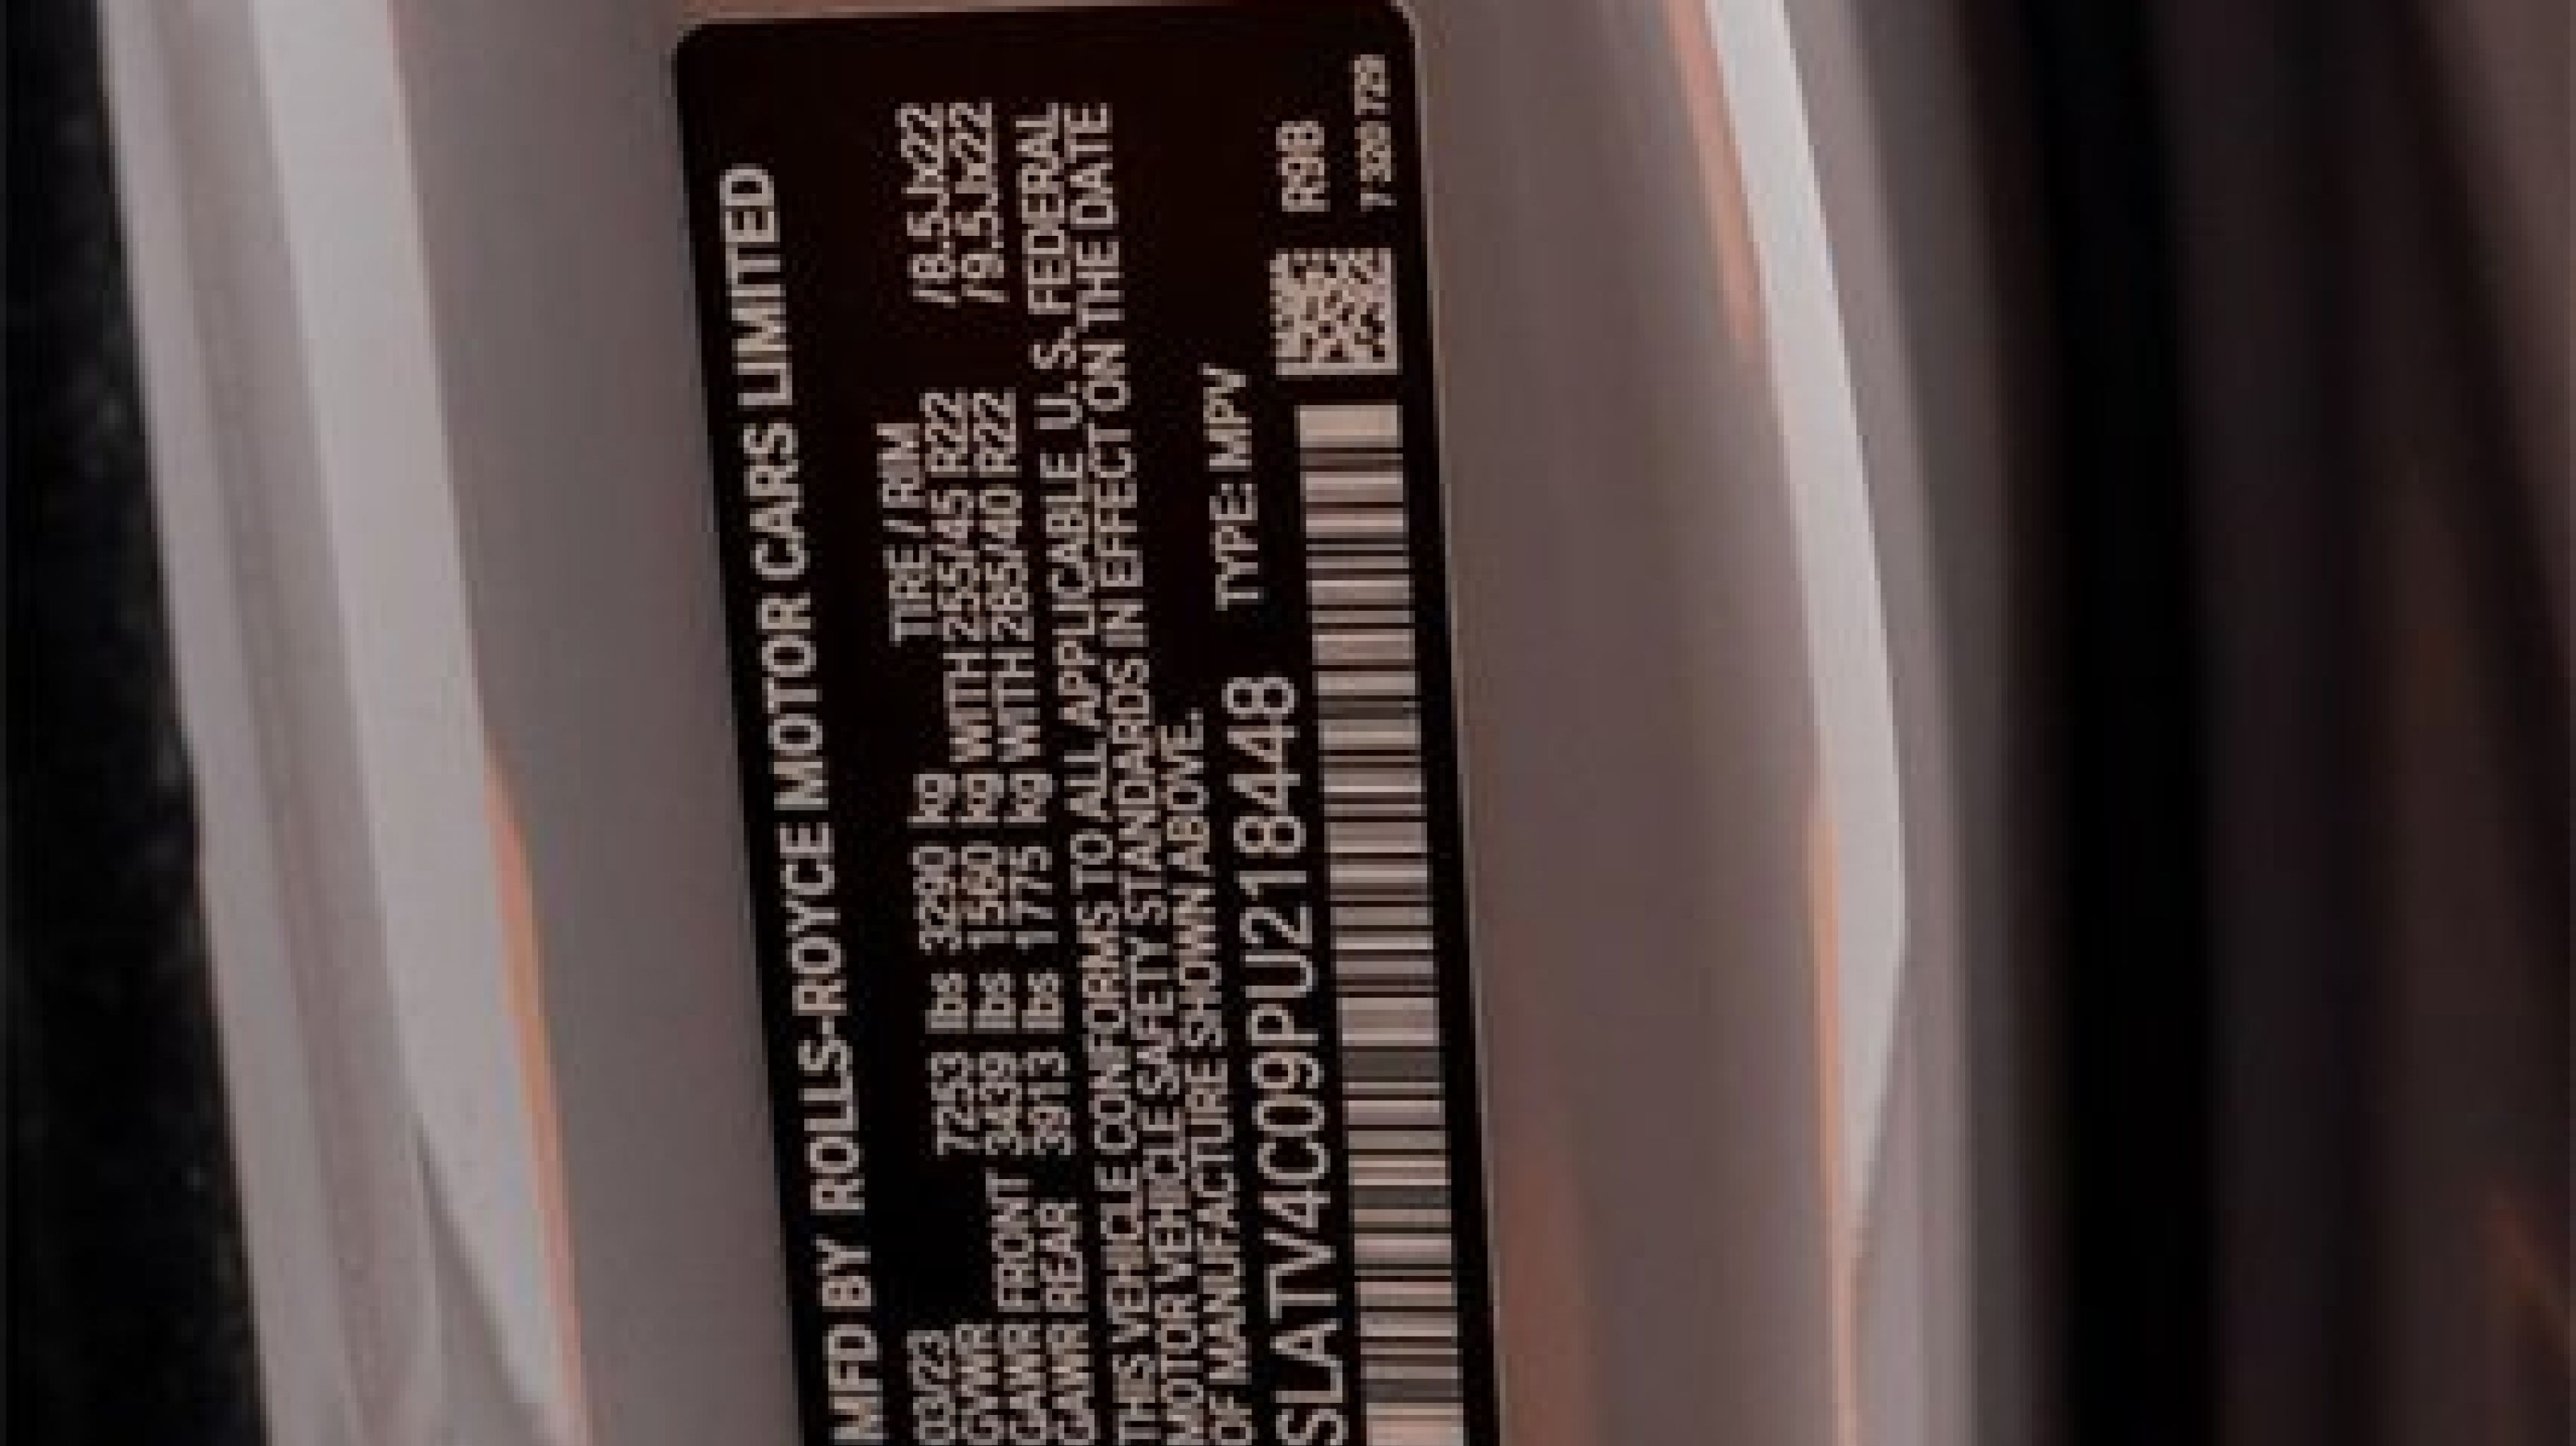 MFD BY ROLLS-ROYCE MOTOR CARS LIMITED
03/23 TIRE / RIM
GVWR 7253 lbs 3290 kg
GAWR FRONT 3439 lbs 1560 kg WITH 255/45 R22 /8.5Jx22
GAWR REAR 3913 lbs 1775 kg WITH 285/40 R22 /9.5Jx22
THIS VEHICLE CONFORMS TO ALL APPLICABLE U.S. FEDERAL
MOTOR VEHICLE SAFETY STANDARDS IN EFFECT ON THE DATE
OF MANUFACTURE SHOWN ABOVE.
SLATV4C09PU218448 TYPE: MPV